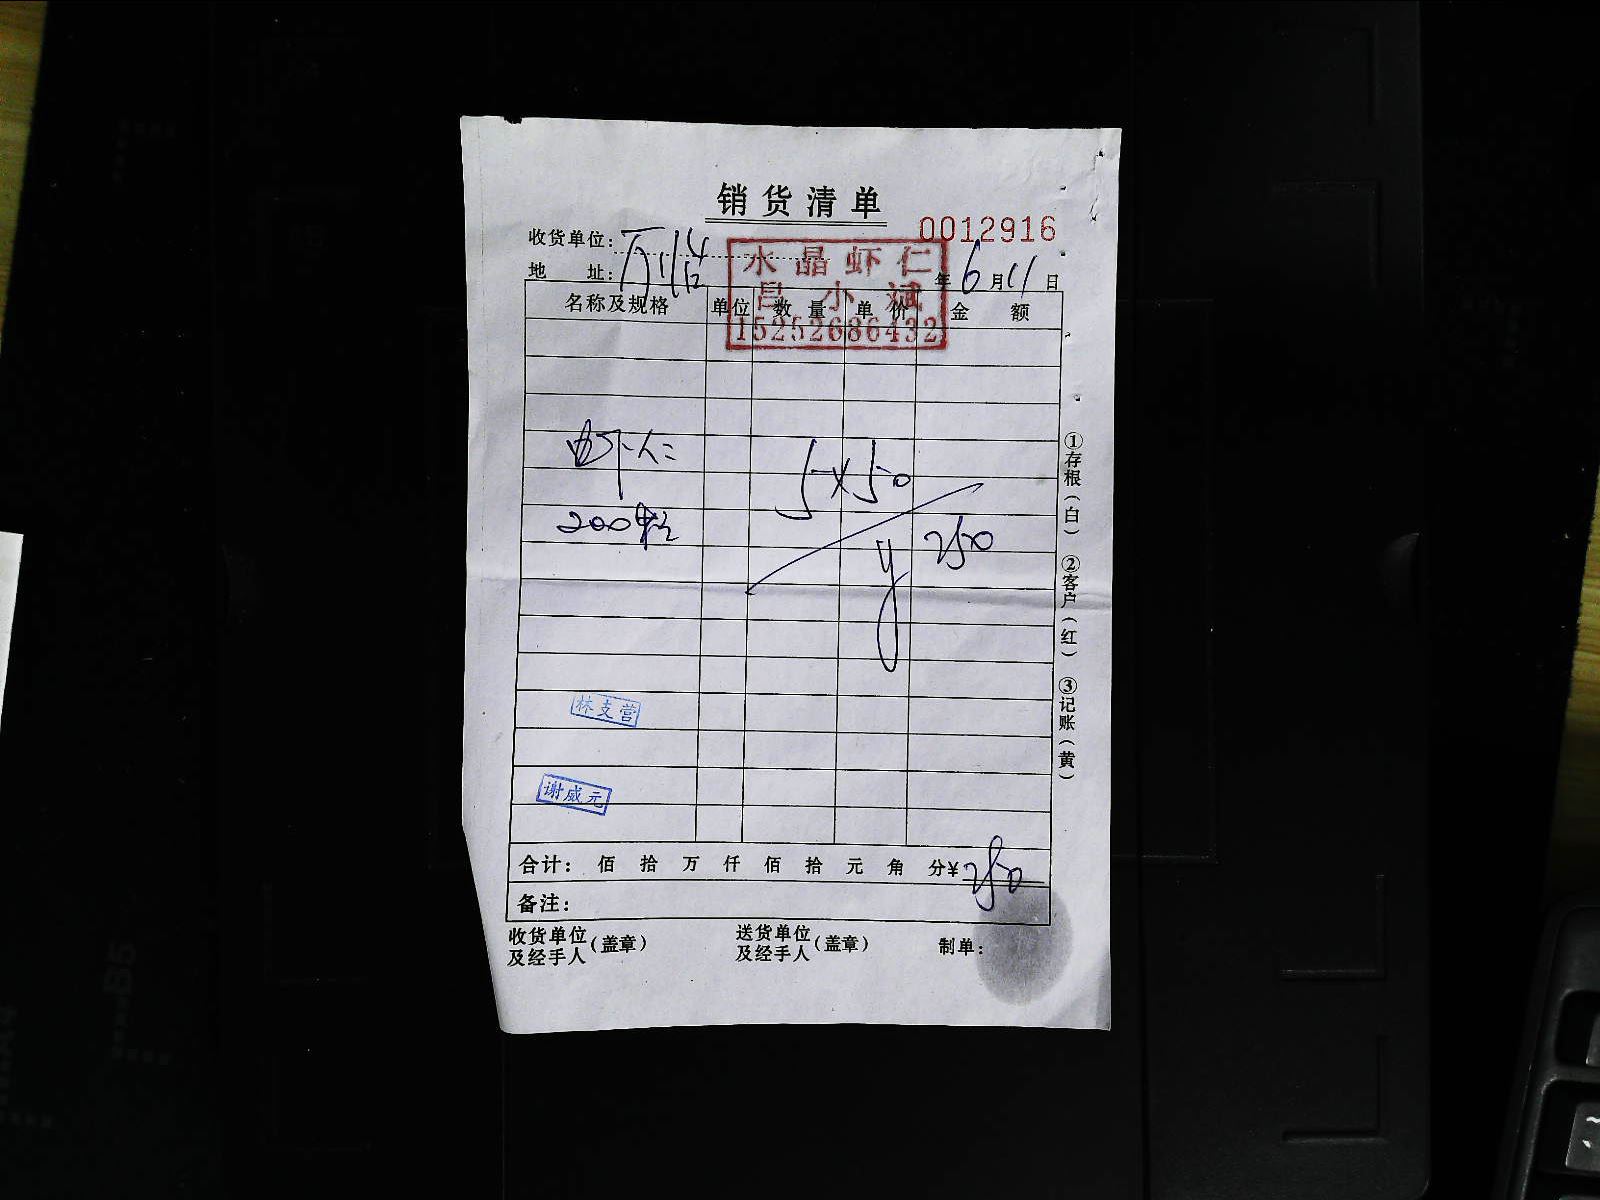 销货清单
0012916
收货单位:
水晶虾仁
地 址: 年 6 月 11 日
吕小斌
名称及规格 单位 数量 单价 金额
15252686432
虾仁 5×50
200粒 250
林支营
谢威元
合计: 佰 拾 万 仟 佰 拾 元 角 分¥ 250
备注:
收货单位及经手人(盖章) 送货单位及经手人(盖章) 制单:
①存根(白) ②客户(红) ③记账(黄)